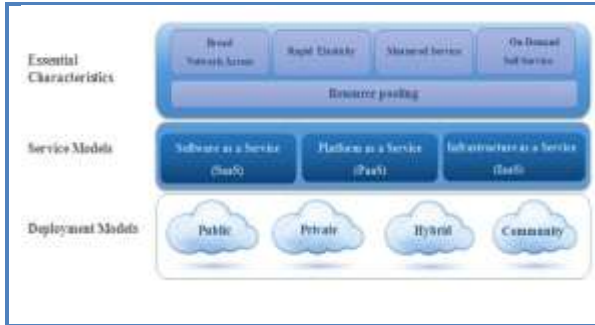 Essential
Characteristics
Broad
Network Access
Rapid Elasticity
Measured Service
On Demand
Self Service
Resource pooling
Service Models
Software as a Service
(SaaS)
Platform as a Service
(PaaS)
Infrastructure as a Service
(IaaS)
Deployment Models
Public
Private
Hybrid
Community